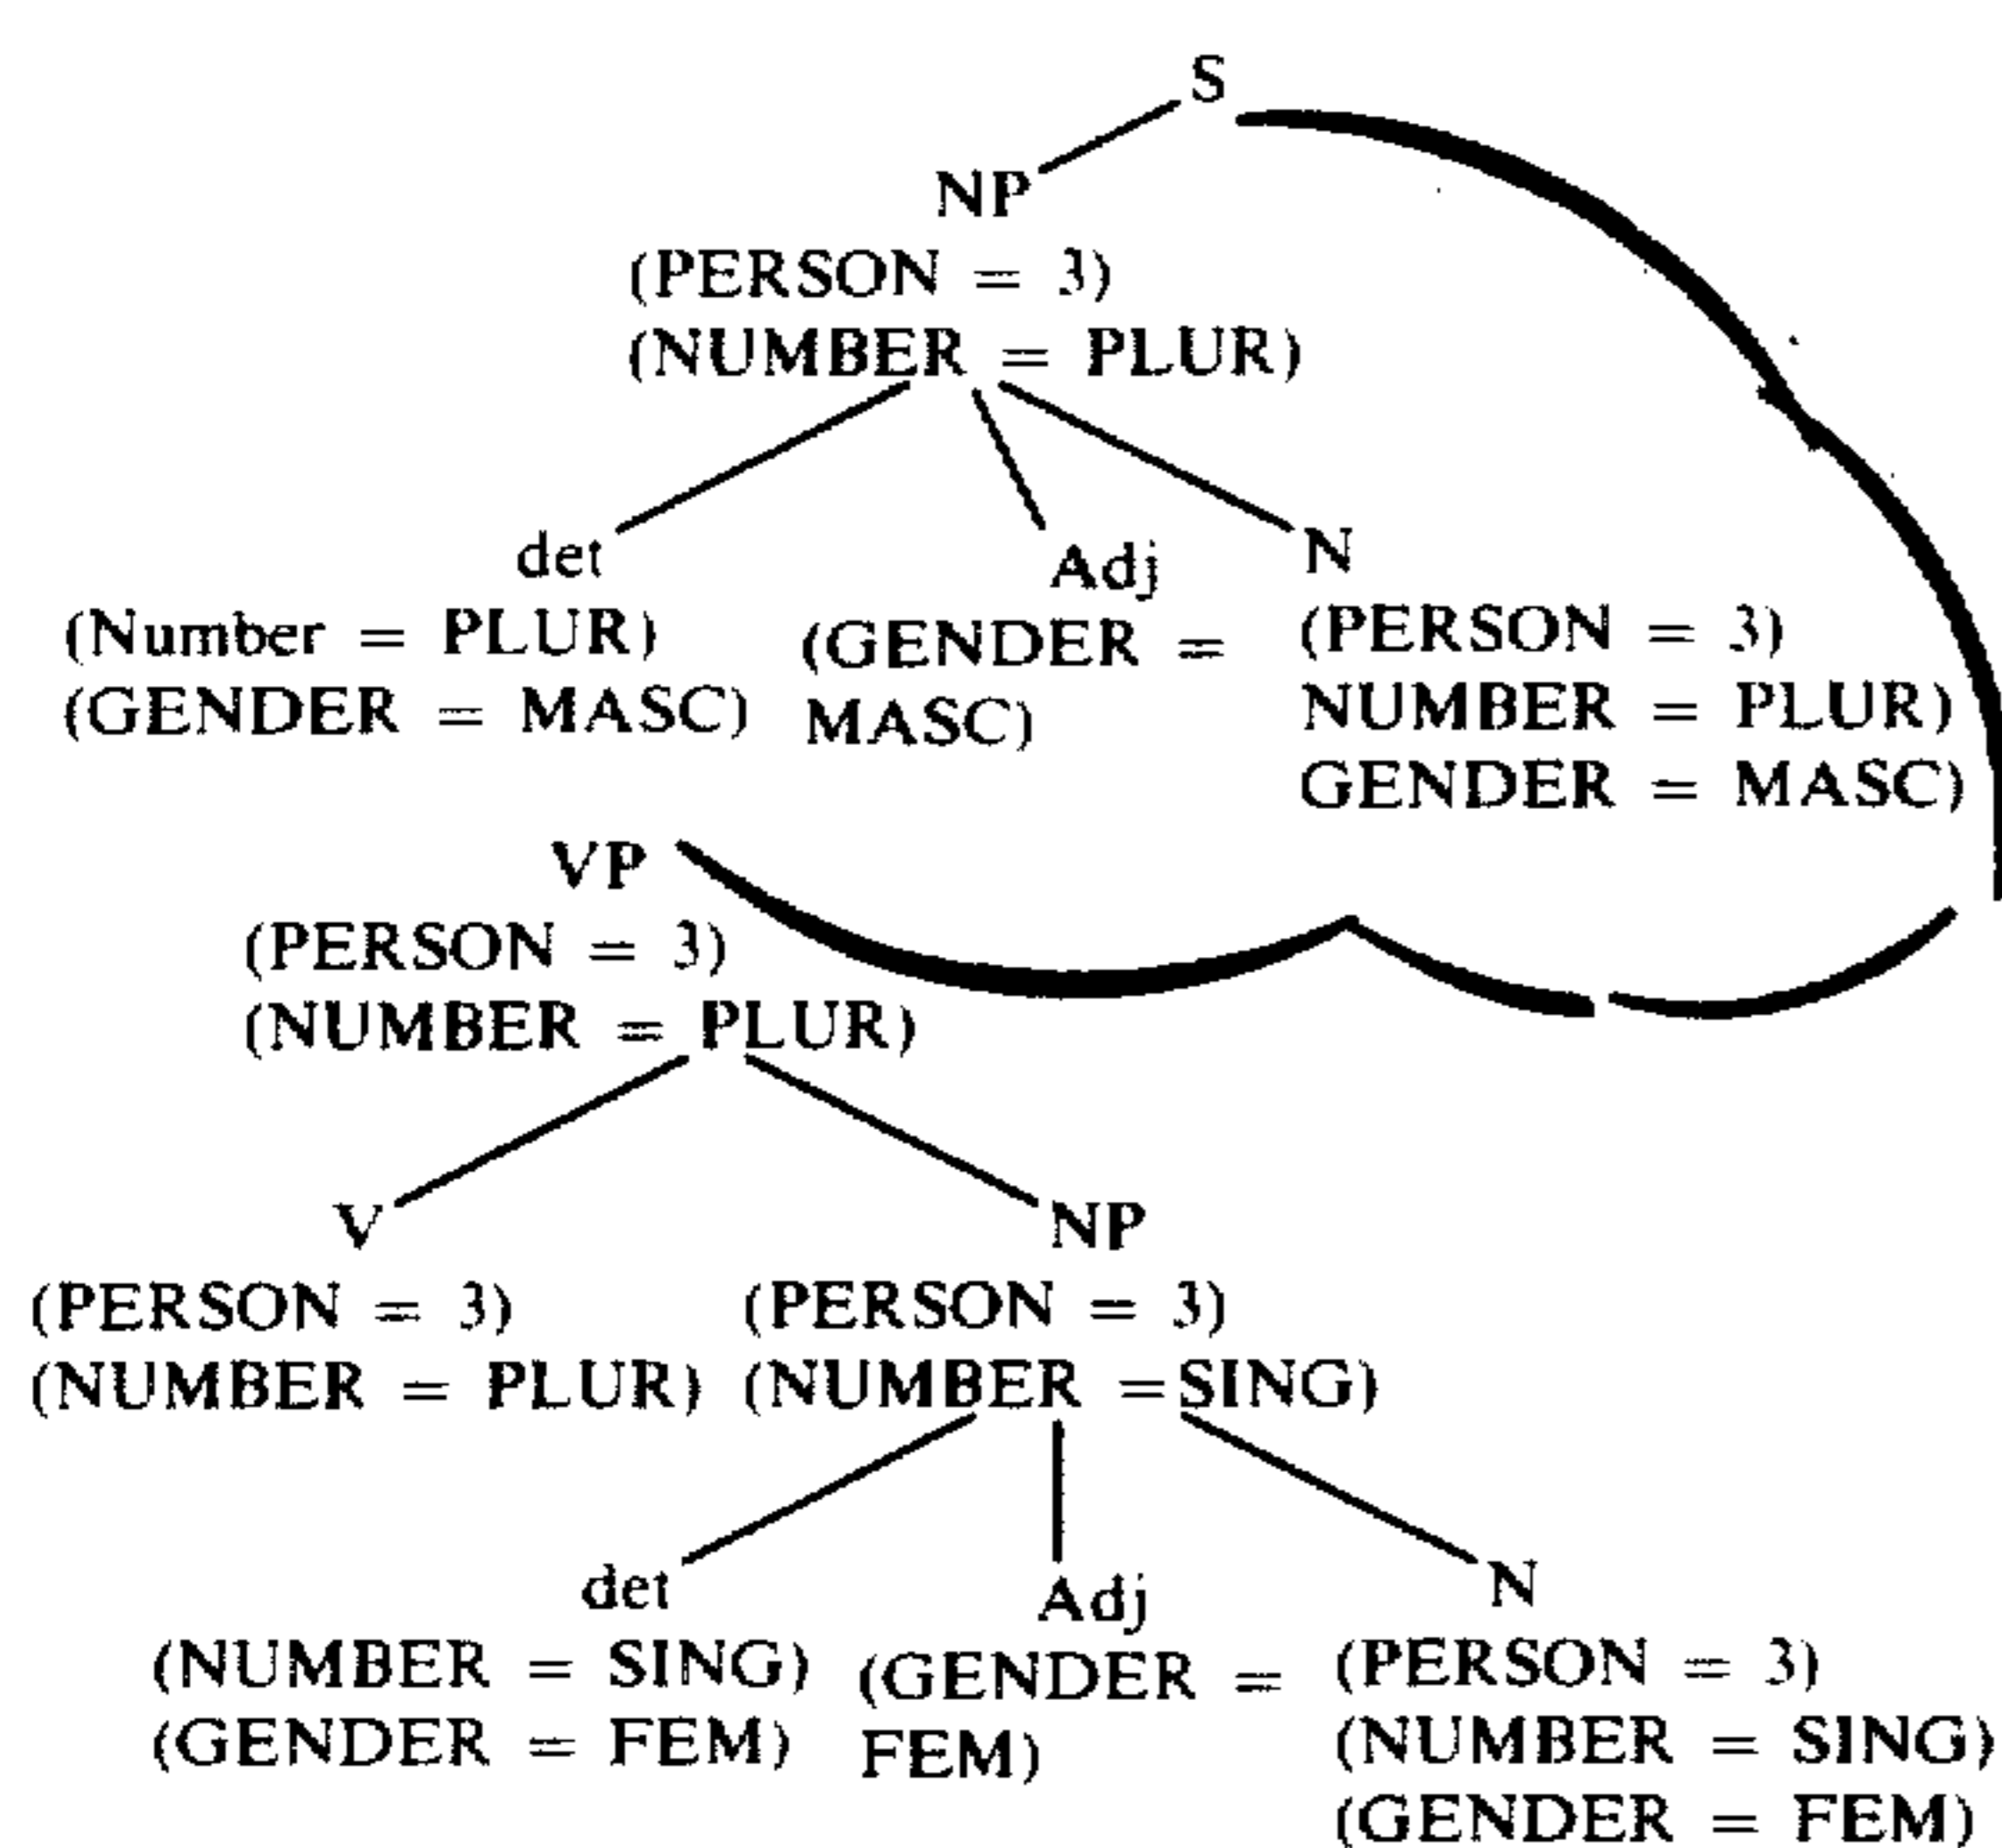 S
NP
(PERSON = 3)
(NUMBER = PLUR)
det Adj N
(Number = PLUR) (GENDER = (PERSON = 3)
(GENDER = MASC) MASC) NUMBER = PLUR)
GENDER = MASC)
VP
(PERSON = 3)
(NUMBER = PLUR)
V NP
(PERSON = 3) (PERSON = 3)
(NUMBER = PLUR) (NUMBER =SING)
det Adj N
(NUMBER = SING) (GENDER = (PERSON = 3)
(GENDER = FEM) FEM) (NUMBER = SING)
(GENDER = FEM)